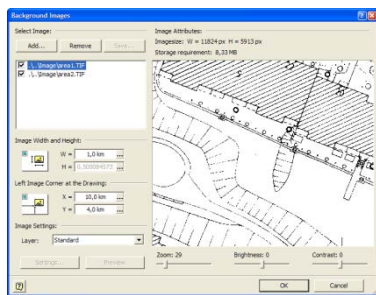 Background Images
Select Image:
Add...
Remove
Save...
..\Image\area1.TIF
..\Image\area2.TIF
Image Width and Height:
W = 1,0 km ...
H =
Left Image Corner at the Drawing:
X = 10,0 km ...
Y = 4,0 km ...
Image Settings:
Layer: Standard
Settings...
Preview
Image Attributes:
Imagesize: W = 11824 px H = 5913 px
Storage requirement: 8,33 MB
Zoom: 29
Brightness: 0
Contrast: 0
OK
Cancel